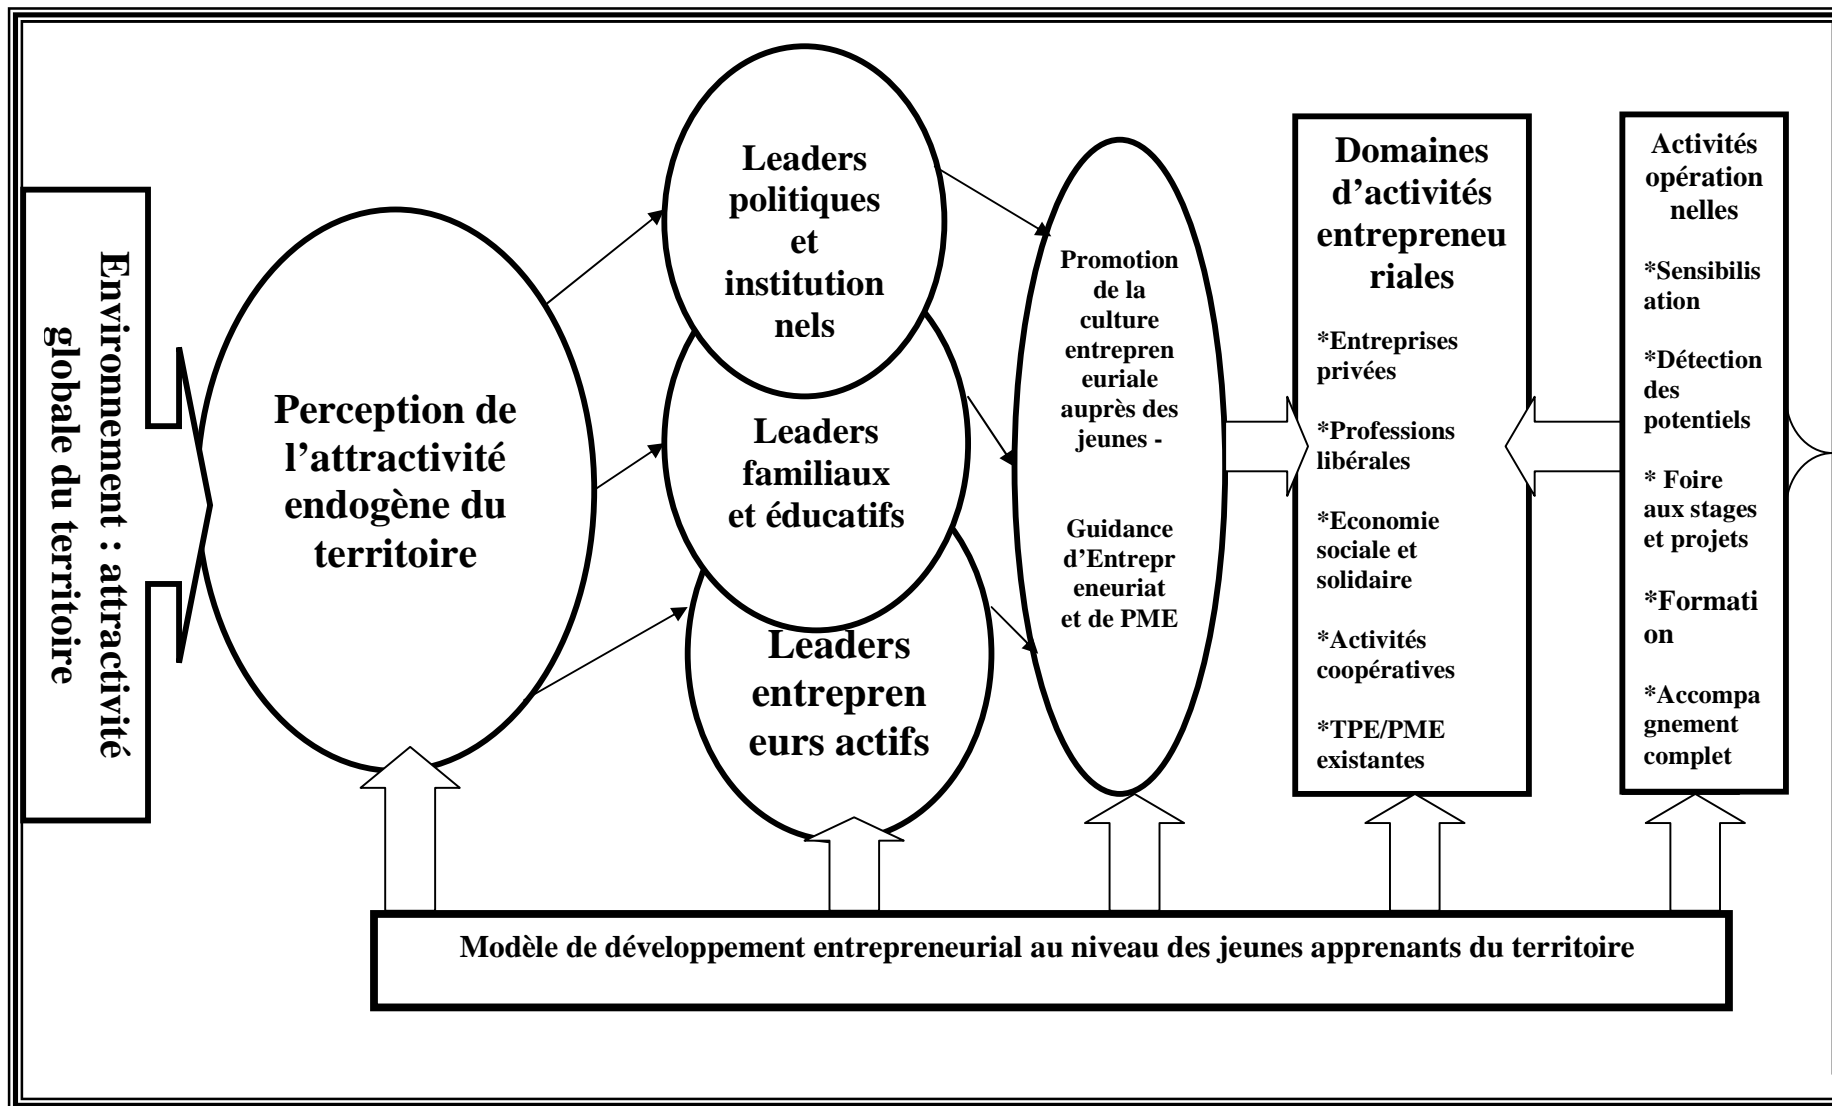 Environnement : attractivité
globale du territoire
Perception de
l’attractivité
endogène du
territoire
Leaders
politiques
et
institution
nels
Leaders
familiaux
et éducatifs
Leaders
entrepren
eurs actifs
Promotion
de la
culture
entrepren
euriale
auprès des
jeunes -
Guidance
d’Entrepr
eneuriat
et de PME
Domaines
d’activités
entrepreneu
riales
*Entreprises
privées
*Professions
libérales
*Economie
sociale et
solidaire
*Activités
coopératives
*TPE/PME
existantes
Activités
opération
nelles
*Sensibilis
ation
*Détection
des
potentiels
* Foire
aux stages
et projets
*Formati
on
*Accompa
gnement
complet
Modèle de développement entrepreneurial au niveau des jeunes apprenants du territoire